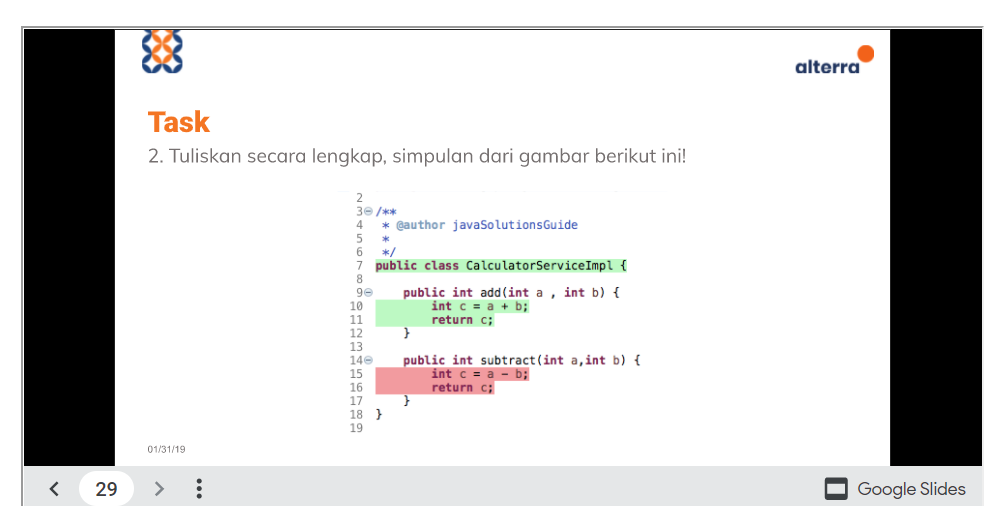 alterra
Task
2. Tuliskan secara lengkap, simpulan dari gambar berikut ini!
2
3 /**
4 * @author javaSolutionsGuide
5 *
6 */
7 public class CalculatorServiceImpl {
8
9 public int add(int a , int b) {
10 int c = a + b;
11 return c;
12 }
13
14 public int subtract(int a,int b) {
15 int c = a - b;
16 return c;
17 }
18 }
19
01/31/19
29
Google Slides